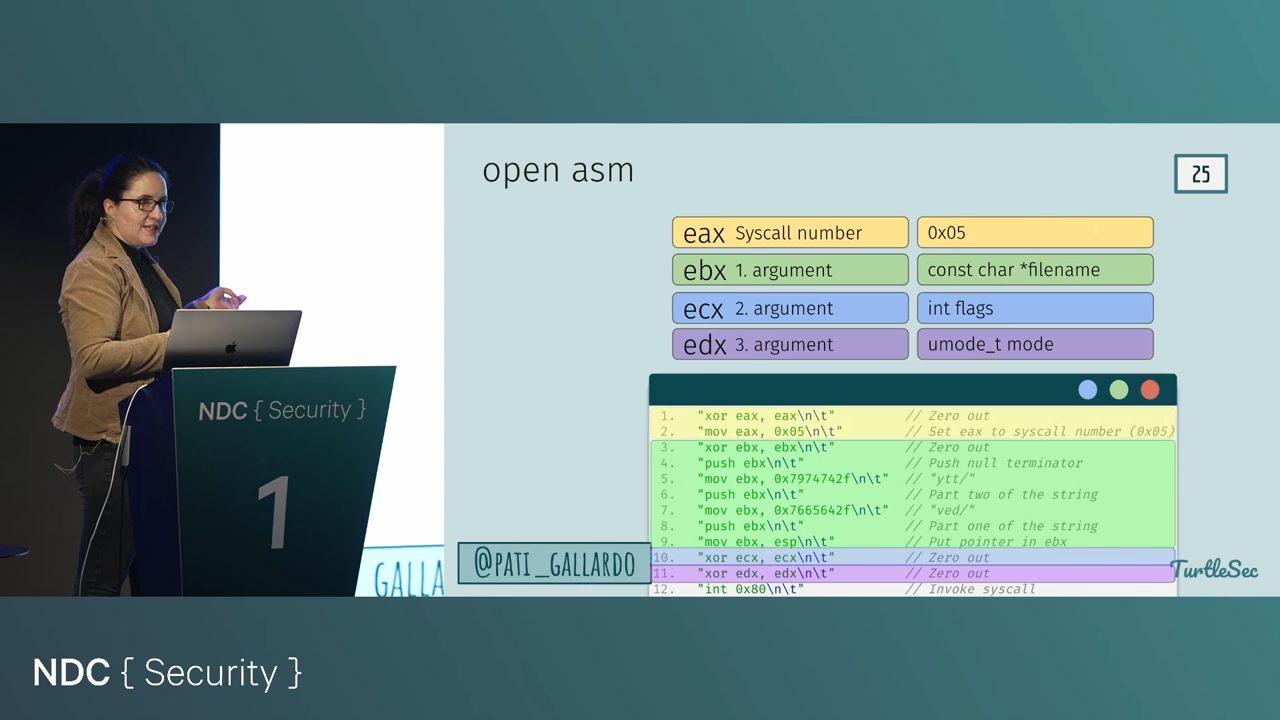 open asm
25
eax Syscall number 0x05
ebx 1. argument const char *filename
ecx 2. argument int flags
edx 3. argument umode_t mode
1. "xor eax, eax\n\t" // Zero out
2. "mov eax, 0x05\n\t" // Set eax to syscall number (0x05)
3. "xor ebx, ebx\n\t" // Zero out
4. "push ebx\n\t" // Push null terminator
5. "mov ebx, 0x7974742f\n\t" // "ytt/"
6. "push ebx\n\t" // Part two of the string
7. "mov ebx, 0x7665642f\n\t" // "ved/"
8. "push ebx\n\t" // Part one of the string
9. "mov ebx, esp\n\t" // Put pointer in ebx
10. "xor ecx, ecx\n\t" // Zero out
11. "xor edx, edx\n\t" // Zero out
12. "int 0x80\n\t" // Invoke syscall
@PATI_GALLARDO
TurtleSec
NDC { Security }
1
GALLA
NDC { Security }